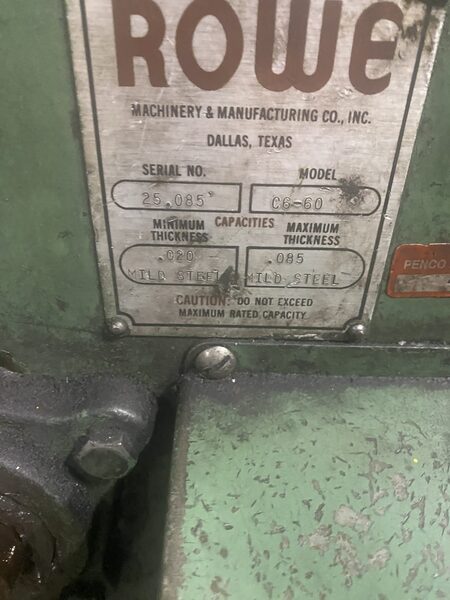 ROWE
MACHINERY & MANUFACTURING CO., INC.
DALLAS, TEXAS
SERIAL NO. MODEL
25,085 C6-60
CAPACITIES
MINIMUM THICKNESS MAXIMUM THICKNESS
.020 .085
MILD STEEL MILD STEEL
CAUTION: DO NOT EXCEED
MAXIMUM RATED CAPACITY
PENCO